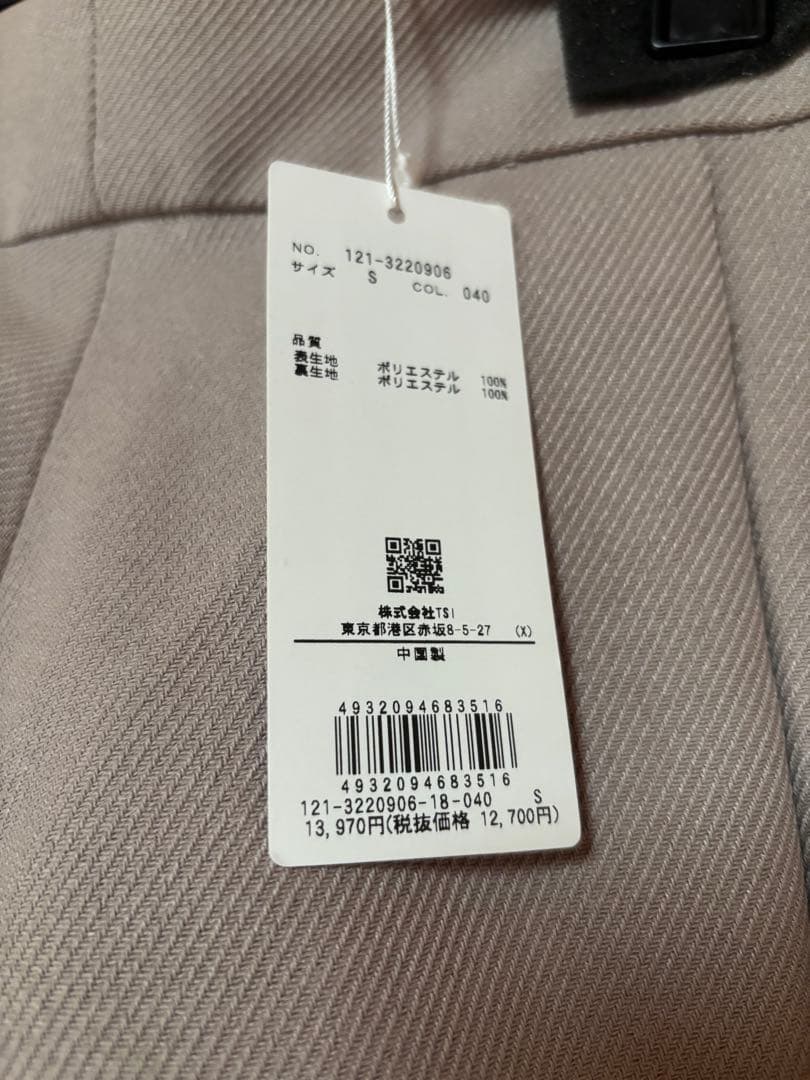 NO. 121-3220906
サイズ S COL. 040
品質
表生地 ポリエステル 100%
裏生地 ポリエステル 100%
株式会社TSI
東京都港区赤坂8-5-27 (X)
中国製
4932094683516
4932094683516
121-3220906-18-040 S
13,970円(税抜価格 12,700円)